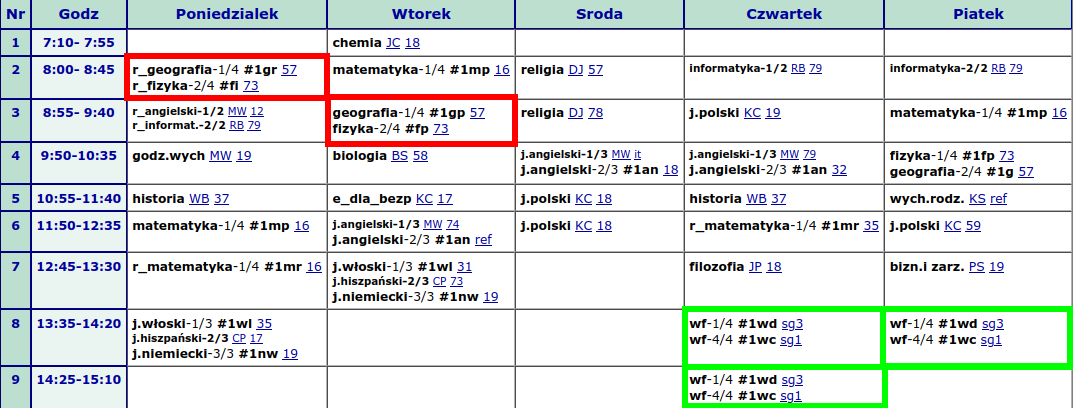 Nr Godz Poniedzialek Wtorek Sroda Czwartek Piatek
1 7:10- 7:55 chemia JC 18
2 8:00- 8:45 r_geografia-1/4 #1gr 57 matematyka-1/4 #1mp 16 religia DJ 57 informatyka-1/2 RB 79 informatyka-2/2 RB 79
r_fizyka-2/4 #fi 73
3 8:55- 9:40 r_angielski-1/2 MW 12 geografia-1/4 #1gp 57 religia DJ 78 j.polski KC 19 matematyka-1/4 #1mp 16
r_informat.-2/2 RB 79 fizyka-2/4 #fp 73
4 9:50-10:35 godz.wych MW 19 biologia BS 58 j.angielski-1/3 MW it j.angielski-1/3 MW 79 fizyka-1/4 #1fp 73
j.angielski-2/3 #1an 18 j.angielski-2/3 #1an 32 geografia-2/4 #1g 57
5 10:55-11:40 historia WB 37 e_dla_bezp KC 17 j.polski KC 18 historia WB 37 wych.rodz. KS ref
6 11:50-12:35 matematyka-1/4 #1mp 16 j.angielski-1/3 MW 74 j.polski KC 18 r_matematyka-1/4 #1mr 35 j.polski KC 59
j.angielski-2/3 #1an ref
7 12:45-13:30 r_matematyka-1/4 #1mr 16 j.włoski-1/3 #1wl 31 filozofia JP 18 bizn.i zarz. PS 19
j.hiszpański-2/3 CP 73
j.niemiecki-3/3 #1nw 19
8 13:35-14:20 j.włoski-1/3 #1wl 35 wf-1/4 #1wd sg3 wf-1/4 #1wd sg3
j.hiszpański-2/3 CP 17 wf-4/4 #1wc sg1 wf-4/4 #1wc sg1
j.niemiecki-3/3 #1nw 19
9 14:25-15:10 wf-1/4 #1wd sg3
wf-4/4 #1wc sg1